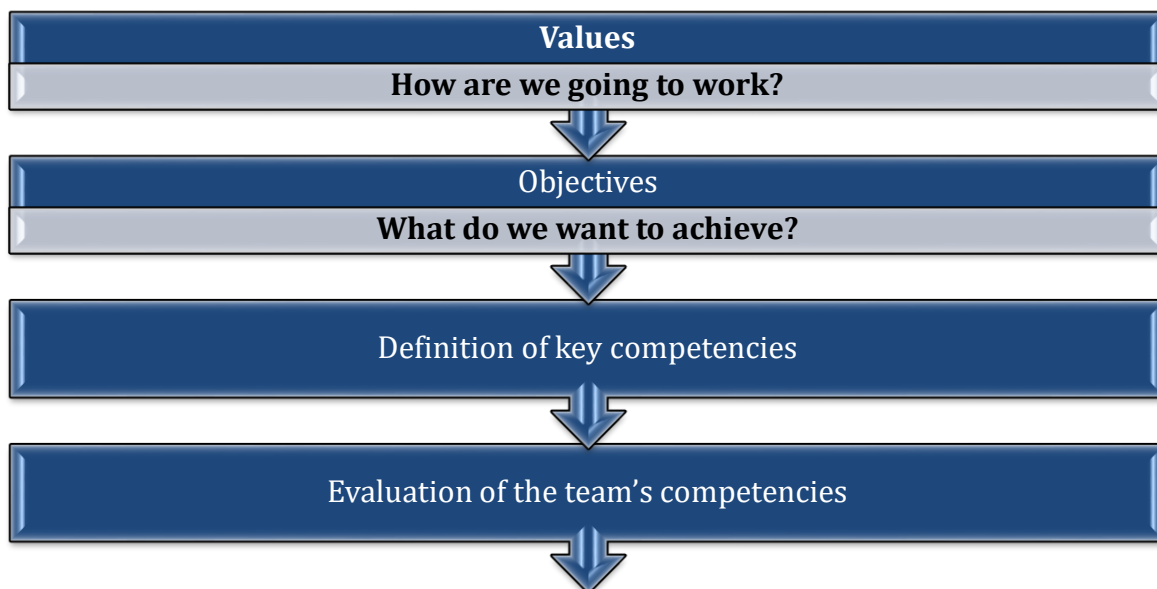 Values
How are we going to work?
Objectives
What do we want to achieve?
Definition of key competencies
Evaluation of the team’s competencies